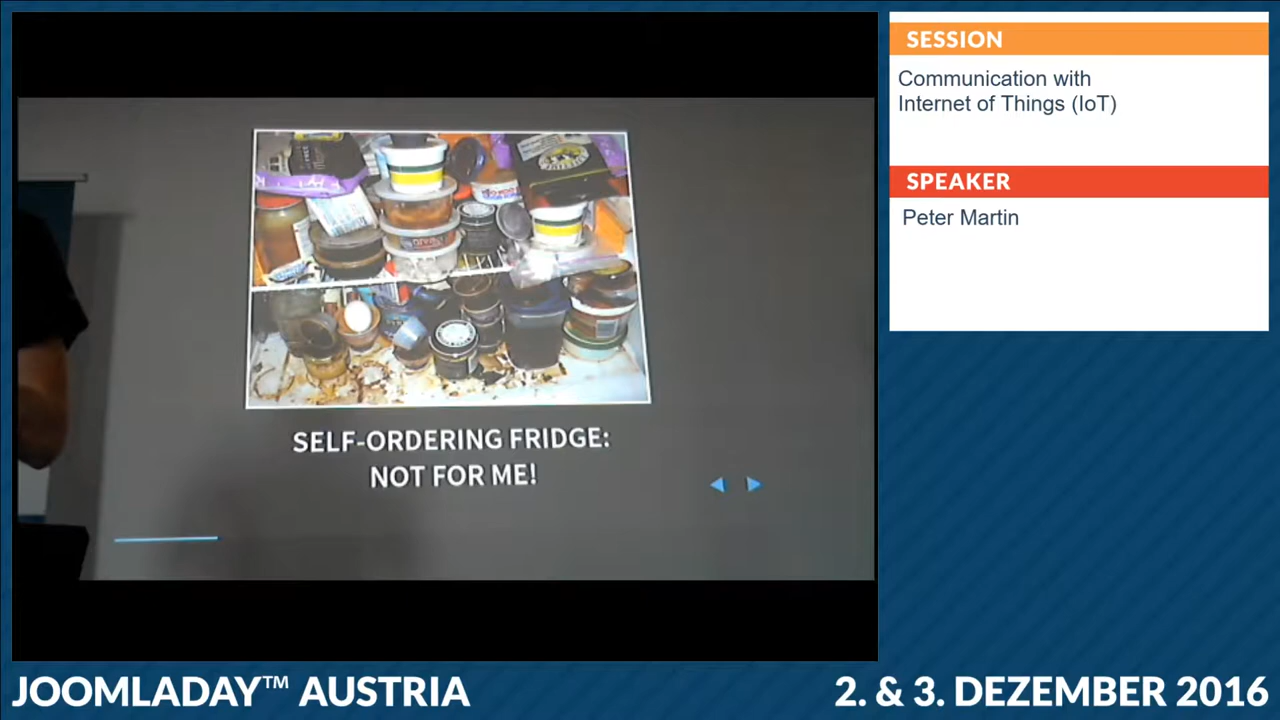 SESSION
Communication with
Internet of Things (IoT)
SPEAKER
Peter Martin
SELF-ORDERING FRIDGE:
NOT FOR ME!
JOOMLADAY™ AUSTRIA
2. & 3. DEZEMBER 2016